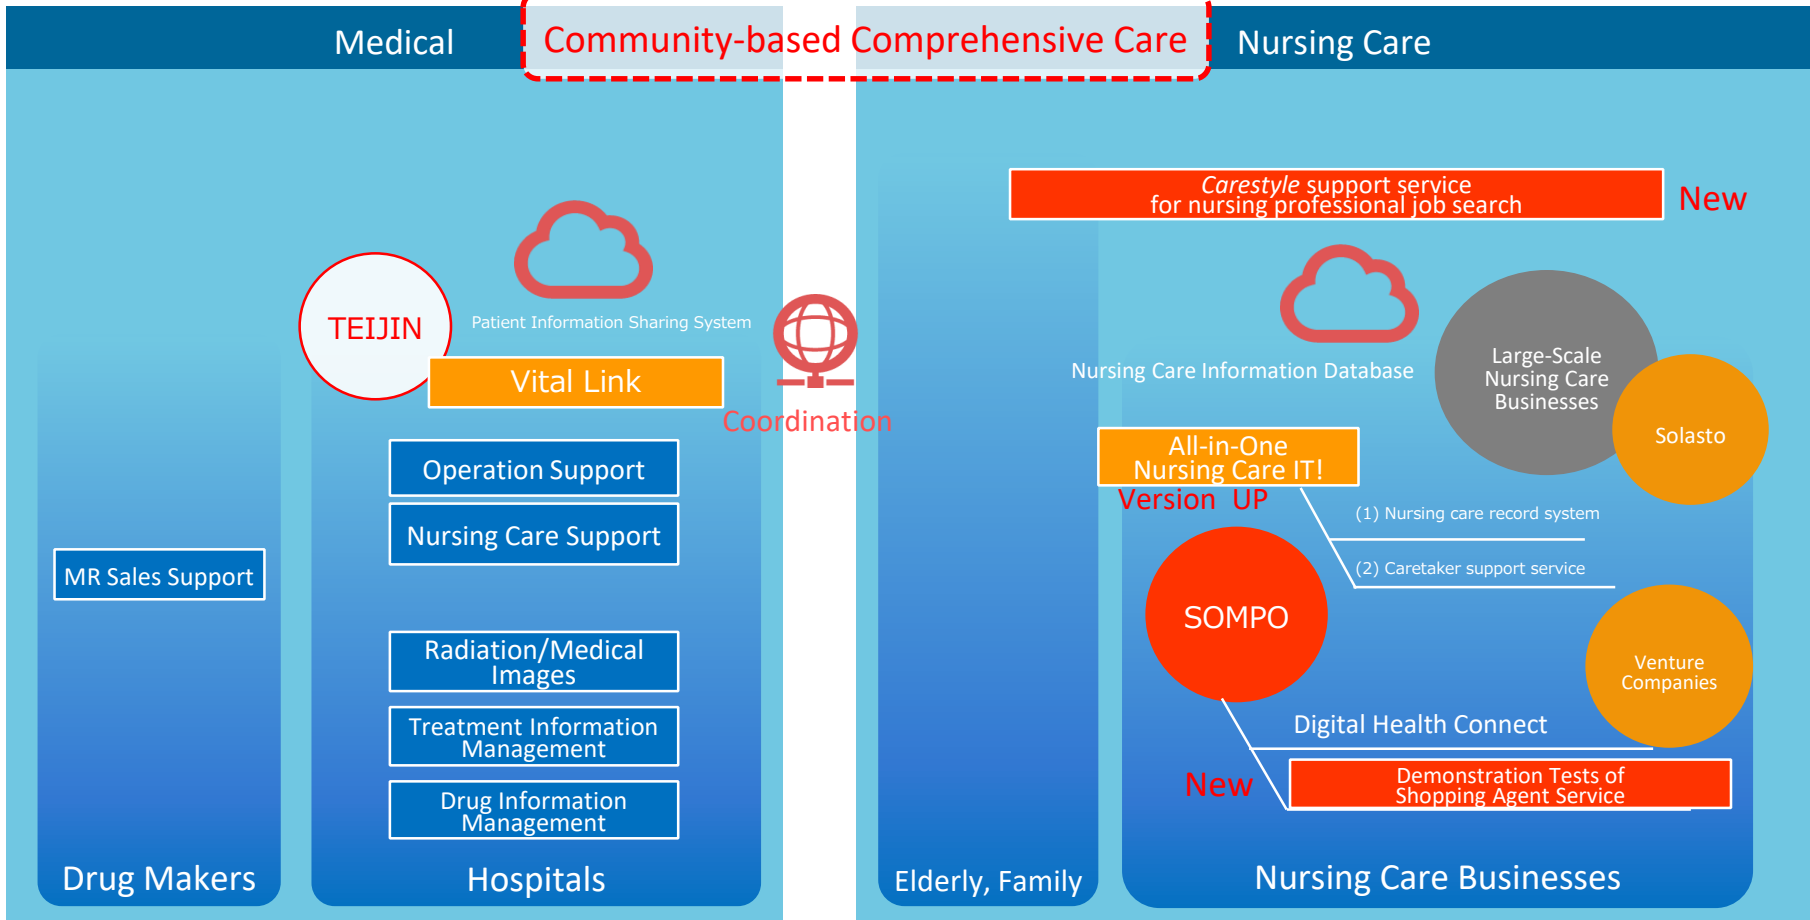 Medical
Community-based Comprehensive Care
Nursing Care
Carestyle support service
for nursing professional job search
New
TEIJIN
Patient Information Sharing System
Vital Link
Coordination
Operation Support
Nursing Care Support
MR Sales Support
Radiation/Medical
Images
Treatment Information
Management
Drug Information
Management
Drug Makers
Hospitals
Nursing Care Information Database
Large-Scale
Nursing Care
Businesses
Solasto
All-in-One
Nursing Care IT!
Version UP
(1) Nursing care record system
(2) Caretaker support service
SOMPO
Venture
Companies
Digital Health Connect
New
Demonstration Tests of
Shopping Agent Service
Elderly, Family
Nursing Care Businesses